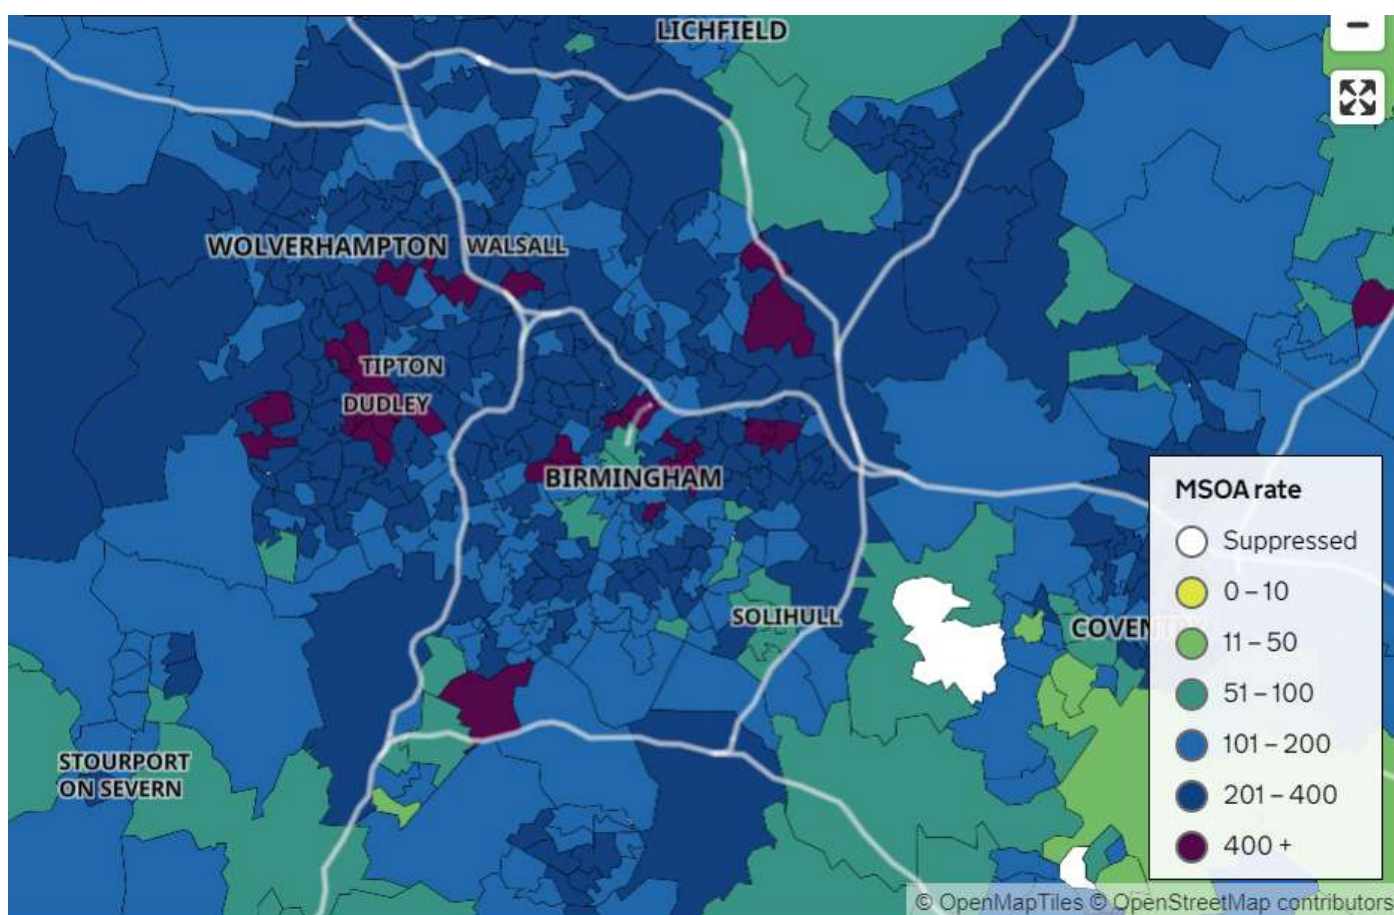 LICHFIELD
−
WOLVERHAMPTON
WALSALL
TIPTON
DUDLEY
BIRMINGHAM
SOLIHULL
COVENTRY
STOURPORT
ON SEVERN
MSOA rate
Suppressed
0 – 10
11 – 50
51 – 100
101 – 200
201 – 400
400 +
© OpenMapTiles © OpenStreetMap contributors